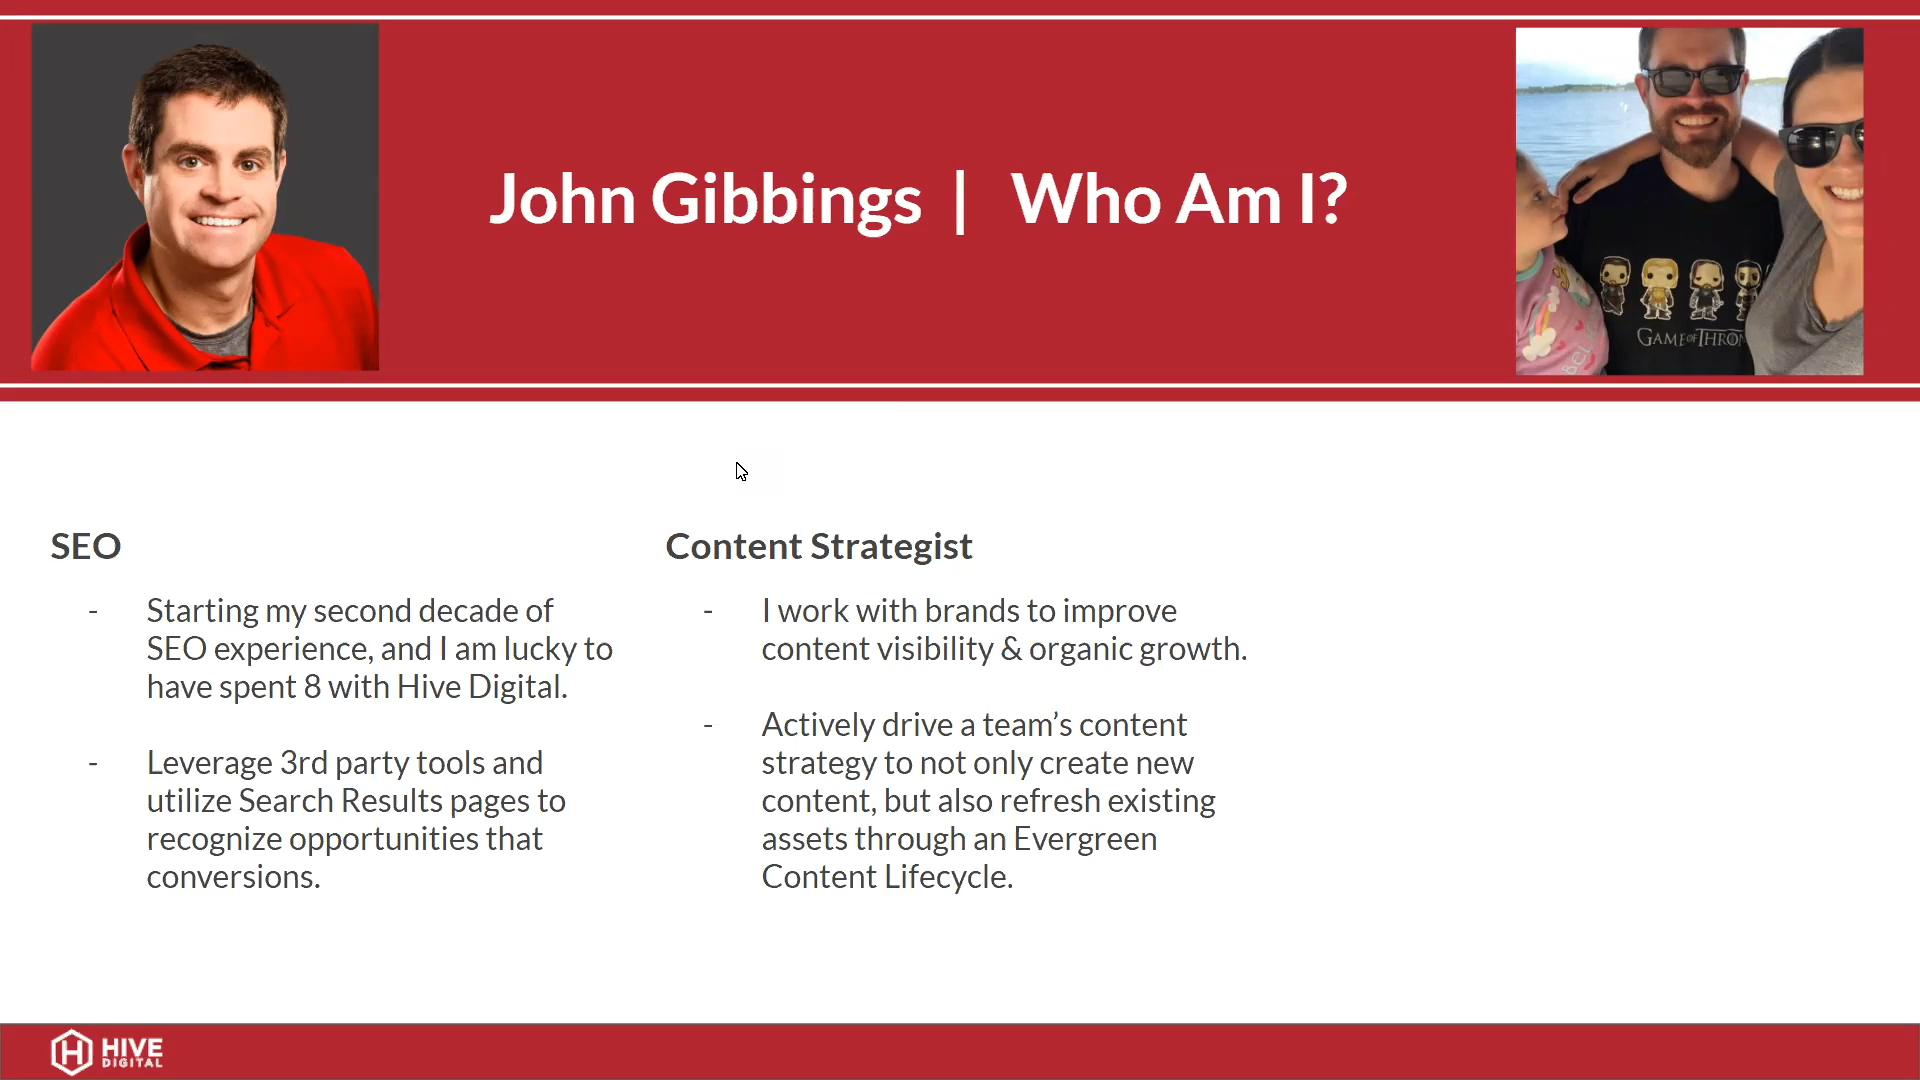 John Gibbings | Who Am I?
GAME OF THRON
BEL
SEO
- Starting my second decade of
SEO experience, and I am lucky to
have spent 8 with Hive Digital.
- Leverage 3rd party tools and
utilize Search Results pages to
recognize opportunities that
conversions.
Content Strategist
- I work with brands to improve
content visibility & organic growth.
- Actively drive a team’s content
strategy to not only create new
content, but also refresh existing
assets through an Evergreen
Content Lifecycle.
HIVE
DIGITAL